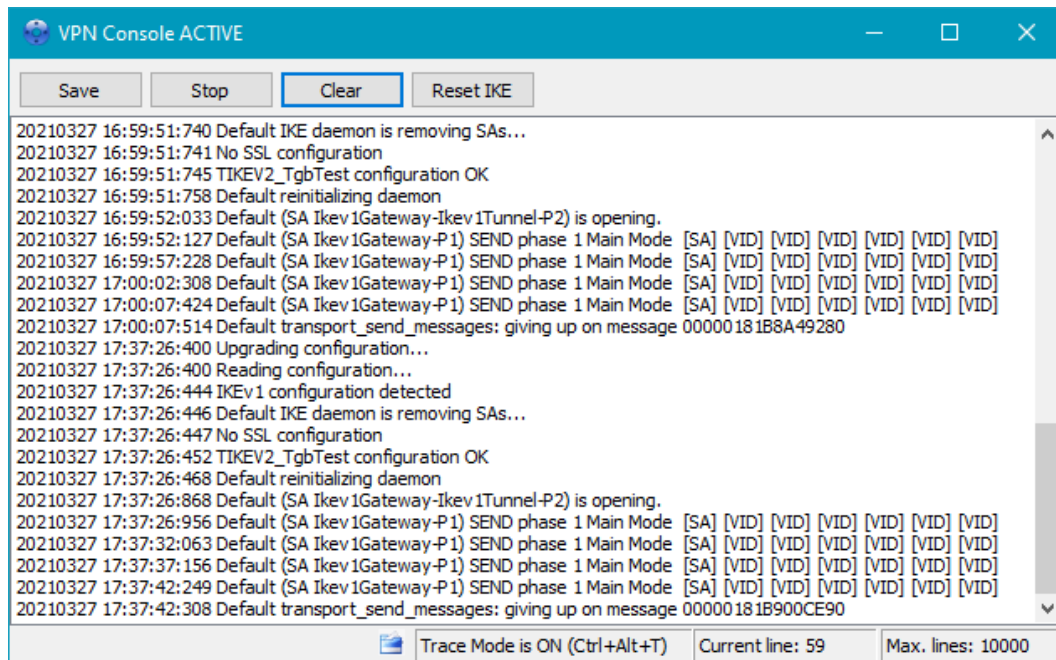 VPN Console ACTIVE
Save Stop Clear Reset IKE
20210327 16:59:51:740 Default IKE daemon is removing SAs...
20210327 16:59:51:741 No SSL configuration
20210327 16:59:51:745 TIKEV2_TgbTest configuration OK
20210327 16:59:51:758 Default reinitializing daemon
20210327 16:59:52:033 Default (SA Ikev1Gateway-Ikev1Tunnel-P2) is opening.
20210327 16:59:52:127 Default (SA Ikev1Gateway-P1) SEND phase 1 Main Mode [SA] [VID] [VID] [VID] [VID] [VID] [VID]
20210327 16:59:57:228 Default (SA Ikev1Gateway-P1) SEND phase 1 Main Mode [SA] [VID] [VID] [VID] [VID] [VID] [VID]
20210327 17:00:02:308 Default (SA Ikev1Gateway-P1) SEND phase 1 Main Mode [SA] [VID] [VID] [VID] [VID] [VID] [VID]
20210327 17:00:07:424 Default (SA Ikev1Gateway-P1) SEND phase 1 Main Mode [SA] [VID] [VID] [VID] [VID] [VID] [VID]
20210327 17:00:07:514 Default transport_send_messages: giving up on message 00000181B8A49280
20210327 17:37:26:400 Upgrading configuration...
20210327 17:37:26:400 Reading configuration...
20210327 17:37:26:444 IKEv1 configuration detected
20210327 17:37:26:446 Default IKE daemon is removing SAs...
20210327 17:37:26:447 No SSL configuration
20210327 17:37:26:452 TIKEV2_TgbTest configuration OK
20210327 17:37:26:468 Default reinitializing daemon
20210327 17:37:26:868 Default (SA Ikev1Gateway-Ikev1Tunnel-P2) is opening.
20210327 17:37:26:956 Default (SA Ikev1Gateway-P1) SEND phase 1 Main Mode [SA] [VID] [VID] [VID] [VID] [VID] [VID]
20210327 17:37:32:063 Default (SA Ikev1Gateway-P1) SEND phase 1 Main Mode [SA] [VID] [VID] [VID] [VID] [VID] [VID]
20210327 17:37:37:156 Default (SA Ikev1Gateway-P1) SEND phase 1 Main Mode [SA] [VID] [VID] [VID] [VID] [VID] [VID]
20210327 17:37:42:249 Default (SA Ikev1Gateway-P1) SEND phase 1 Main Mode [SA] [VID] [VID] [VID] [VID] [VID] [VID]
20210327 17:37:42:308 Default transport_send_messages: giving up on message 00000181B900CE90
Trace Mode is ON (Ctrl+Alt+T) Current line: 59 Max. lines: 10000